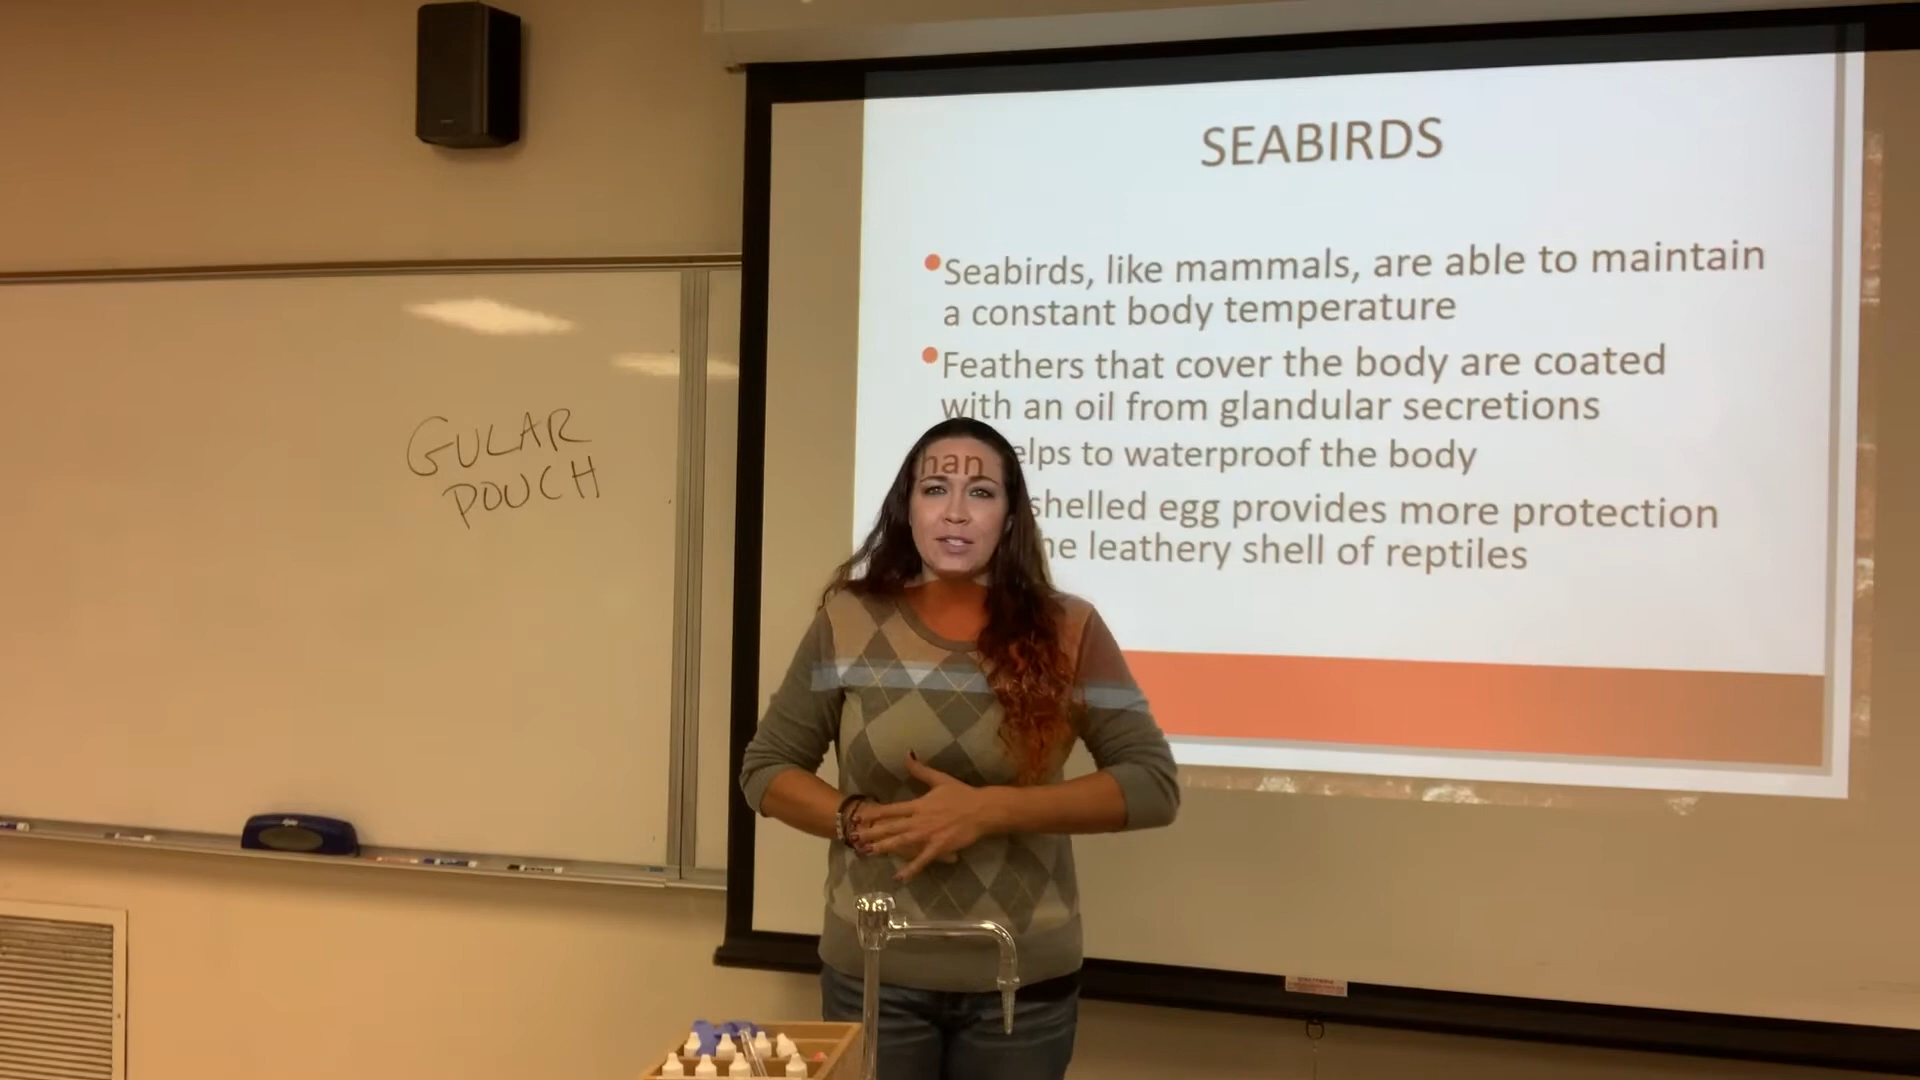 GULAR
POUCH
SEABIRDS
Seabirds, like mammals, are able to maintain
a constant body temperature
Feathers that cover the body are coated
with an oil from glandular secretions
elps to waterproof the body
shelled egg provides more protection
han he leathery shell of reptiles